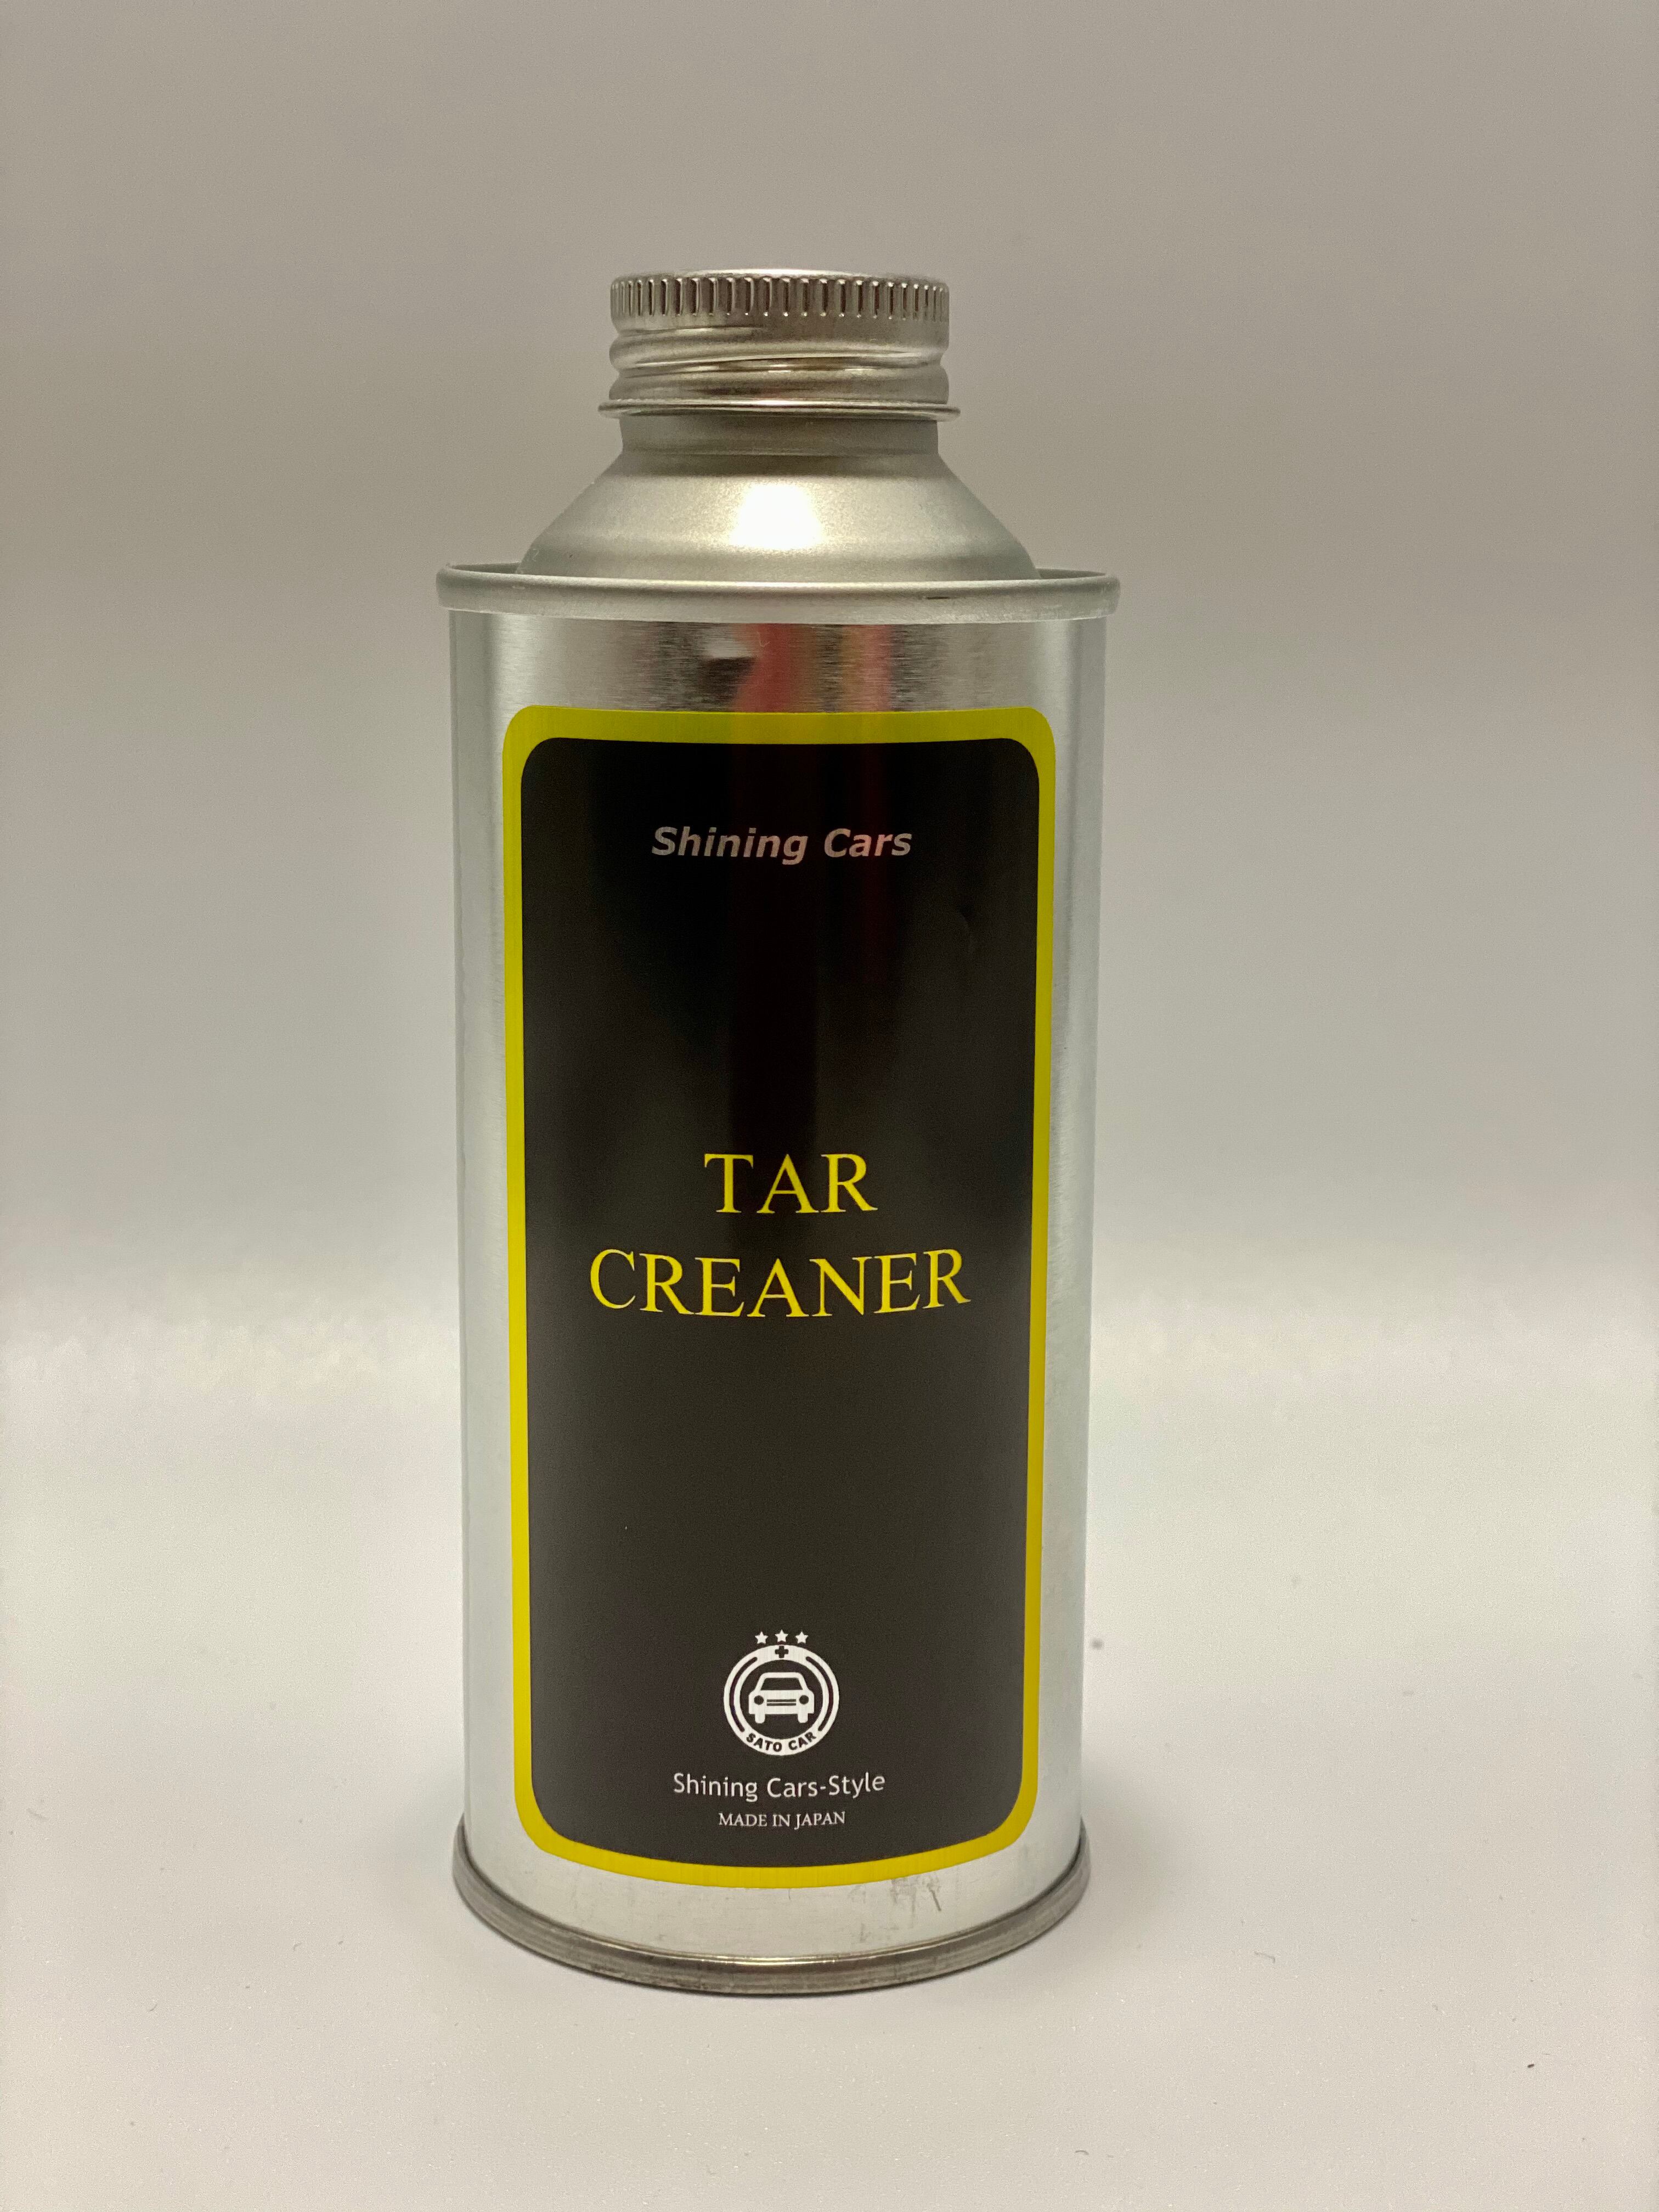 Shining Cars
TAR
CREANER
SATO CAR
Shining Cars-Style
MADE IN JAPAN